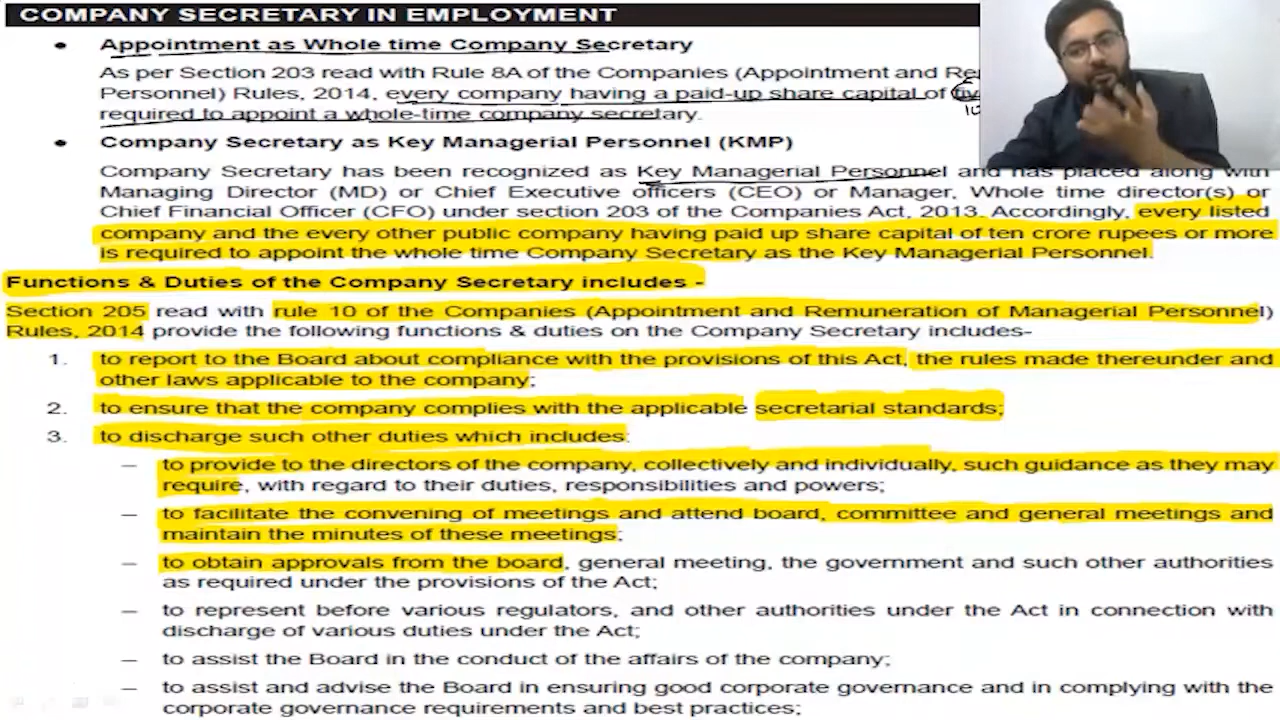 COMPANY SECRETARY IN EMPLOYMENT
• Appointment as Whole time Company Secretary
As per Section 203 read with Rule 8A of the Companies (Appointment and
Personnel) Rules, 2014, every company having a paid-up share capital of
required to appoint a whole-time company secretary.
• Company Secretary as Key Managerial Personnel (KMP)
Company Secretary has been recognized as Key Managerial Personnel and has placed along with
Managing Director (MD) or Chief Executive officers (CEO) or Manager, Whole time director(s) or
Chief Financial Officer (CFO) under section 203 of the Companies Act, 2013. Accordingly, every listed
company and the every other public company having paid up share capital of ten crore rupees or more
is required to appoint the whole time Company Secretary as the Key Managerial Personnel.
Functions & Duties of the Company Secretary includes -
Section 205 read with rule 10 of the Companies (Appointment and Remuneration of Managerial Personnel)
Rules, 2014 provide the following functions & duties on the Company Secretary includes-
1. to report to the Board about compliance with the provisions of this Act, the rules made thereunder and
other laws applicable to the company;
2. to ensure that the company complies with the applicable secretarial standards;
3. to discharge such other duties which includes:
– to provide to the directors of the company, collectively and individually, such guidance as they may
require, with regard to their duties, responsibilities and powers;
– to facilitate the convening of meetings and attend board, committee and general meetings and
maintain the minutes of these meetings;
– to obtain approvals from the board, general meeting, the government and such other authorities
as required under the provisions of the Act;
– to represent before various regulators, and other authorities under the Act in connection with
discharge of various duties under the Act;
– to assist the Board in the conduct of the affairs of the company;
– to assist and advise the Board in ensuring good corporate governance and in complying with the
corporate governance requirements and best practices;